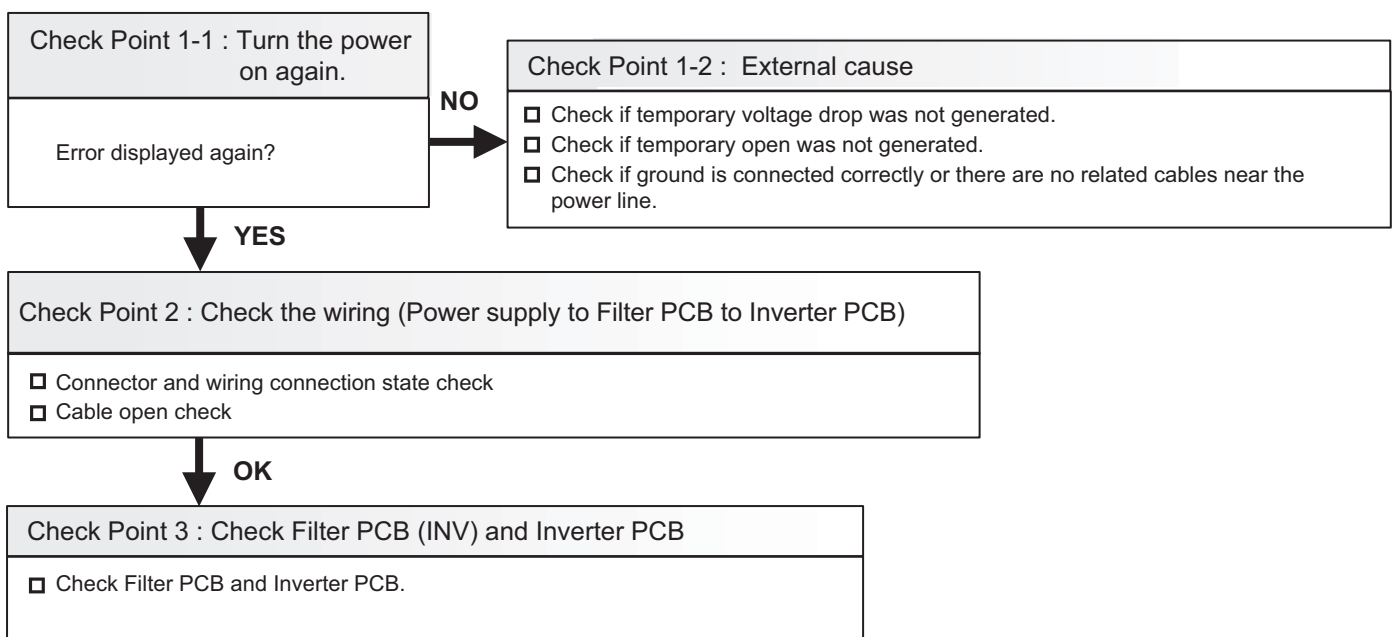 Check Point 1-1 : Turn the power
on again.
Error displayed again?
NO
Check Point 1-2 : External cause
Check if temporary voltage drop was not generated.
Check if temporary open was not generated.
Check if ground is connected correctly or there are no related cables near the
power line.
YES
Check Point 2 : Check the wiring (Power supply to Filter PCB to Inverter PCB)
Connector and wiring connection state check
Cable open check
OK
Check Point 3 : Check Filter PCB (INV) and Inverter PCB
Check Filter PCB and Inverter PCB.